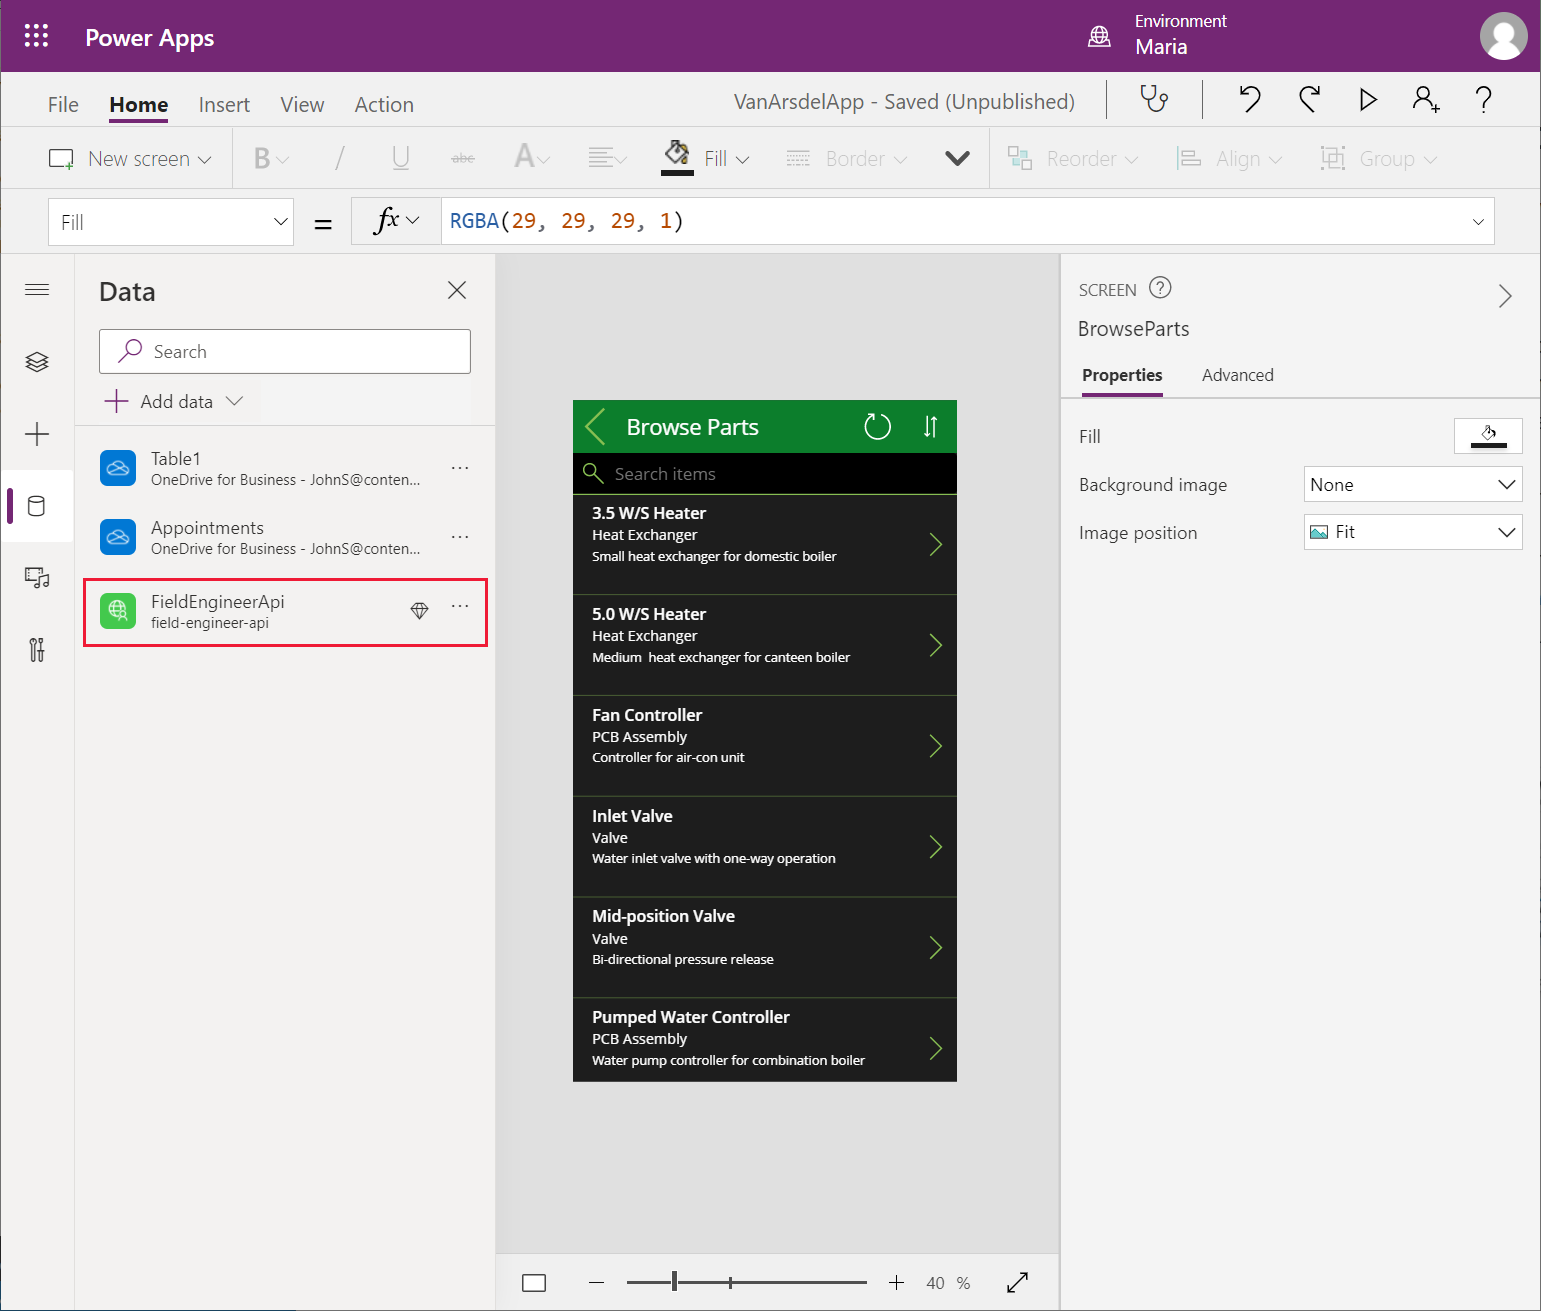 Power Apps
Environment
Maria
File Home Insert View Action
VanArsdelApp - Saved (Unpublished)
New screen B / U abc A Fill Border Reorder Align Group
Fill = fx RGBA(29, 29, 29, 1)
Data
Search
Add data
Table1
OneDrive for Business - JohnS@conten...
Appointments
OneDrive for Business - JohnS@conten...
FieldEngineerApi
field-engineer-api
Browse Parts
Search items
3.5 W/S Heater
Heat Exchanger
Small heat exchanger for domestic boiler
5.0 W/S Heater
Heat Exchanger
Medium  heat exchanger for canteen boiler
Fan Controller
PCB Assembly
Controller for air-con unit
Inlet Valve
Valve
Water inlet valve with one-way operation
Mid-position Valve
Valve
Bi-directional pressure release
Pumped Water Controller
PCB Assembly
Water pump controller for combination boiler
40 %
SCREEN
BrowseParts
Properties Advanced
Fill
Background image None
Image position Fit